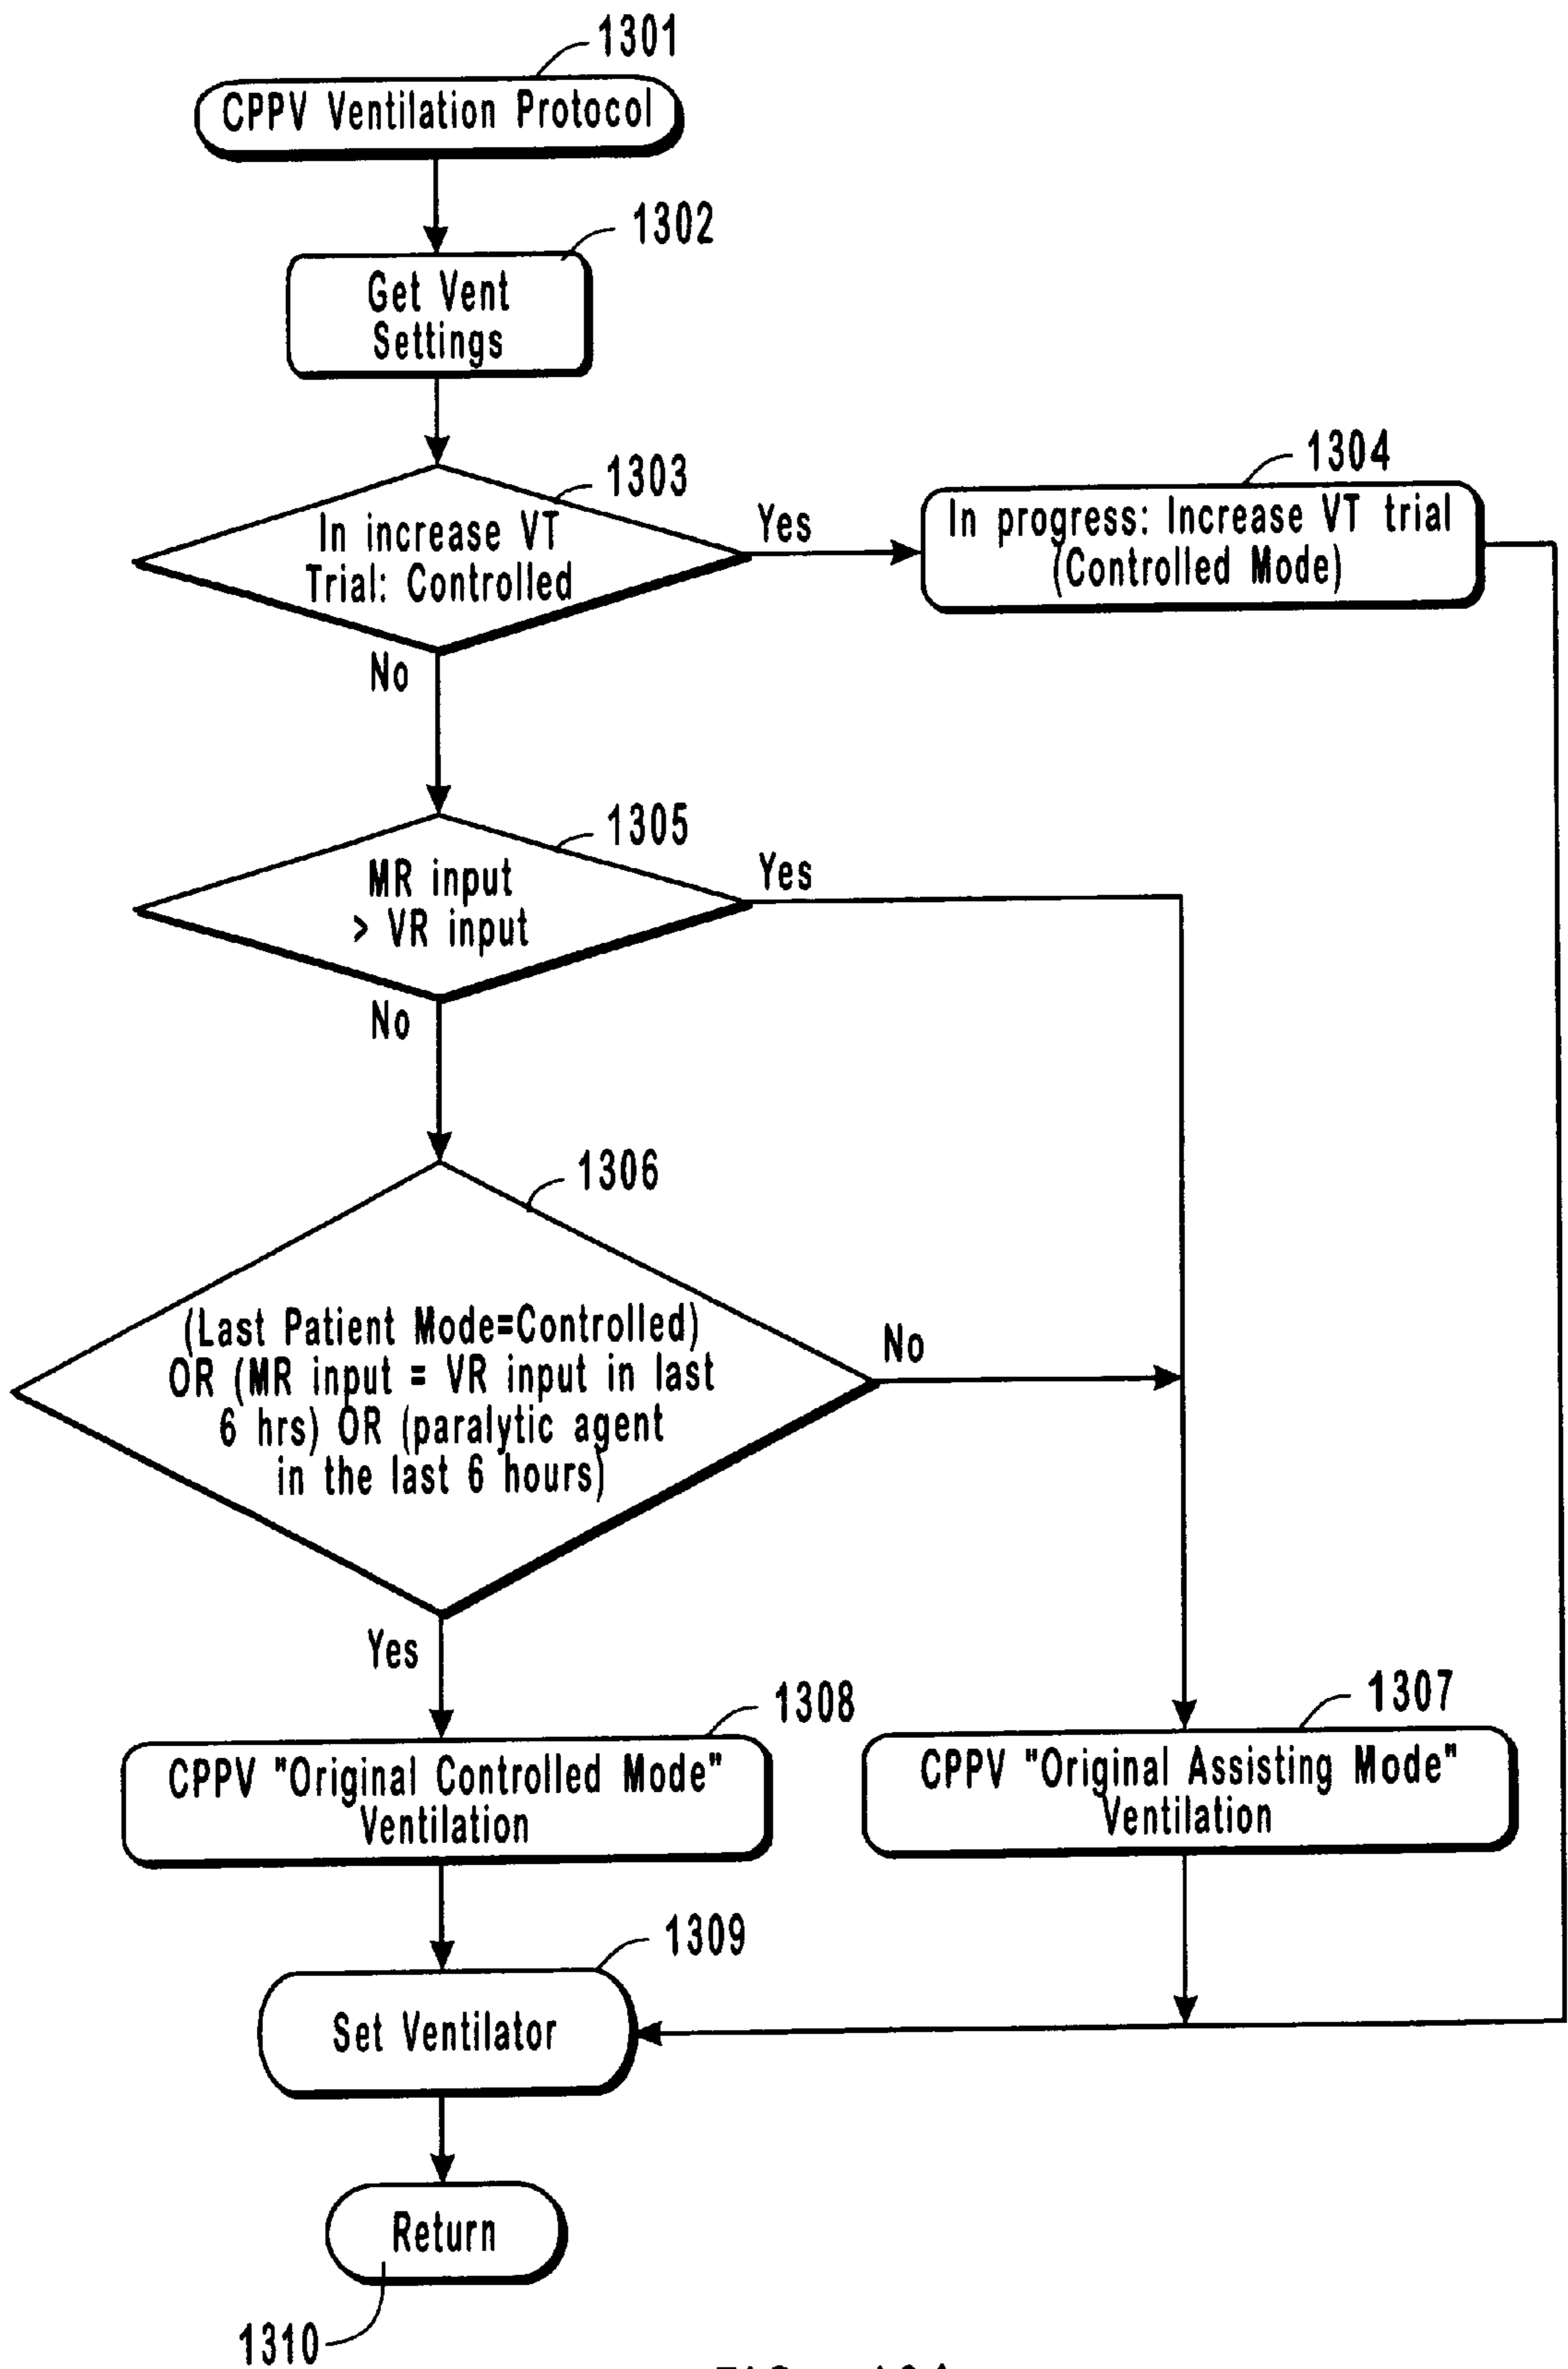 1301
CPPV Ventilation Protocol
1302
Get Vent
Settings
1303
In increase VT
Trial: Controlled
Yes
No
1304
In progress: Increase VT trial
(Controlled Mode)
1305
MR input
> VR input
Yes
No
1306
(Last Patient Mode=Controlled)
OR (MR input = VR input in last
6 hrs) OR (paralytic agent
in the last 6 hours)
No
Yes
1308
CPPV "Original Controlled Mode"
Ventilation
1307
CPPV "Original Assisting Mode"
Ventilation
1309
Set Ventilator
Return
1310